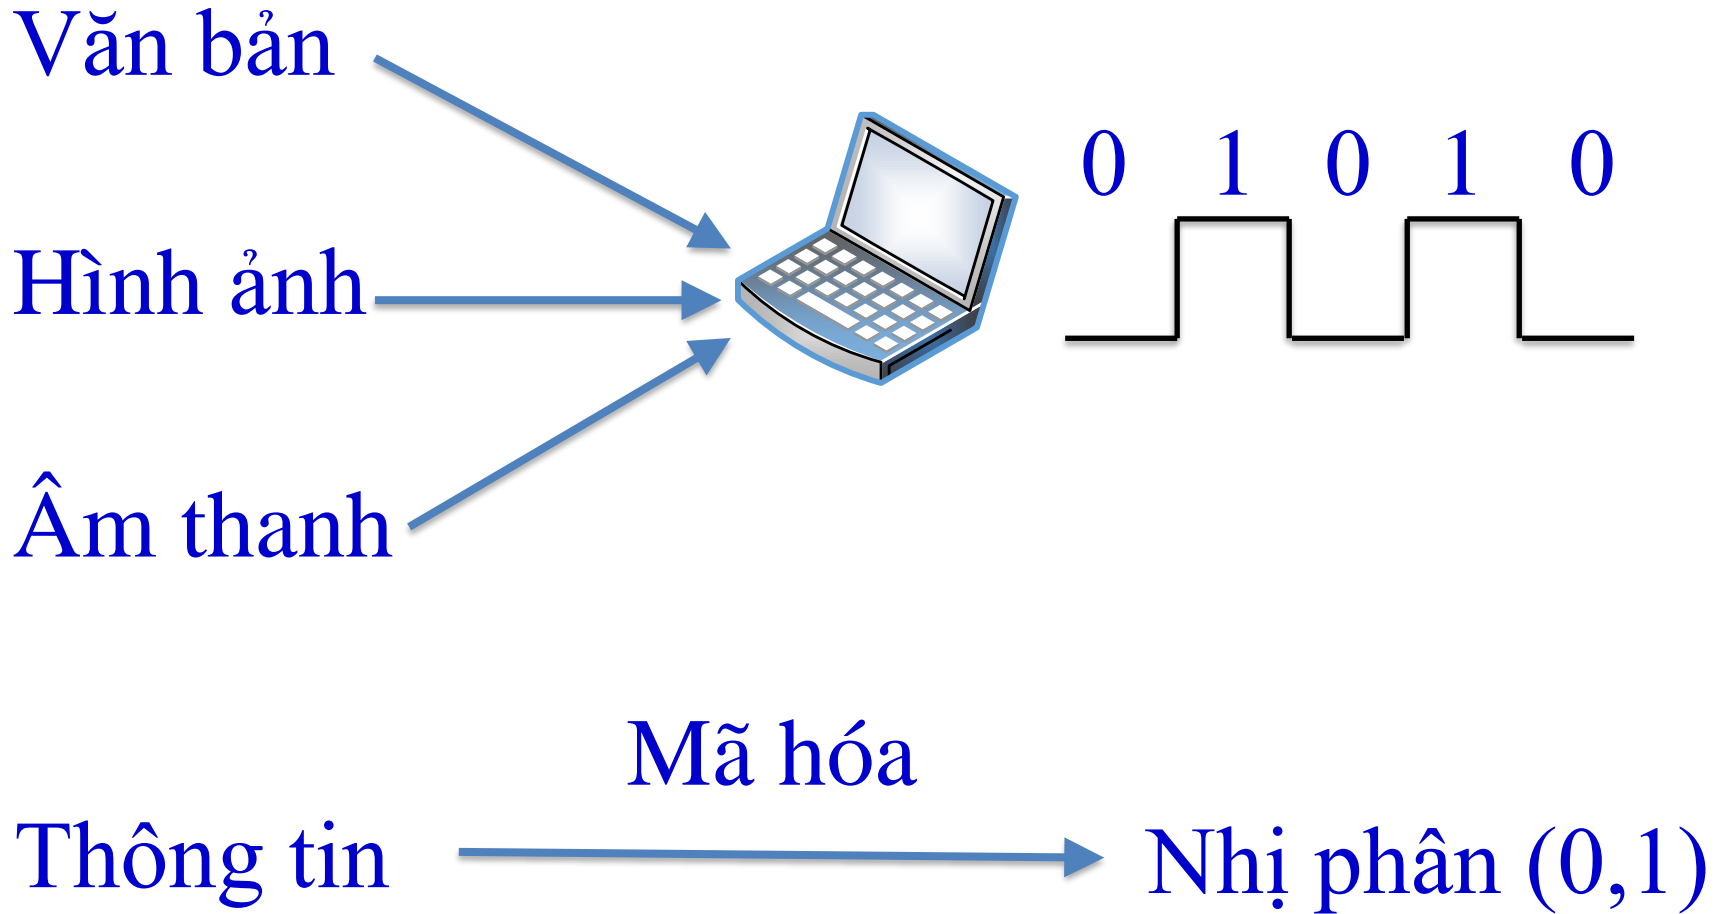 Văn bản
0 1 0 1 0
Hình ảnh
Âm thanh
Mã hóa
Thông tin
Nhị phân (0,1)